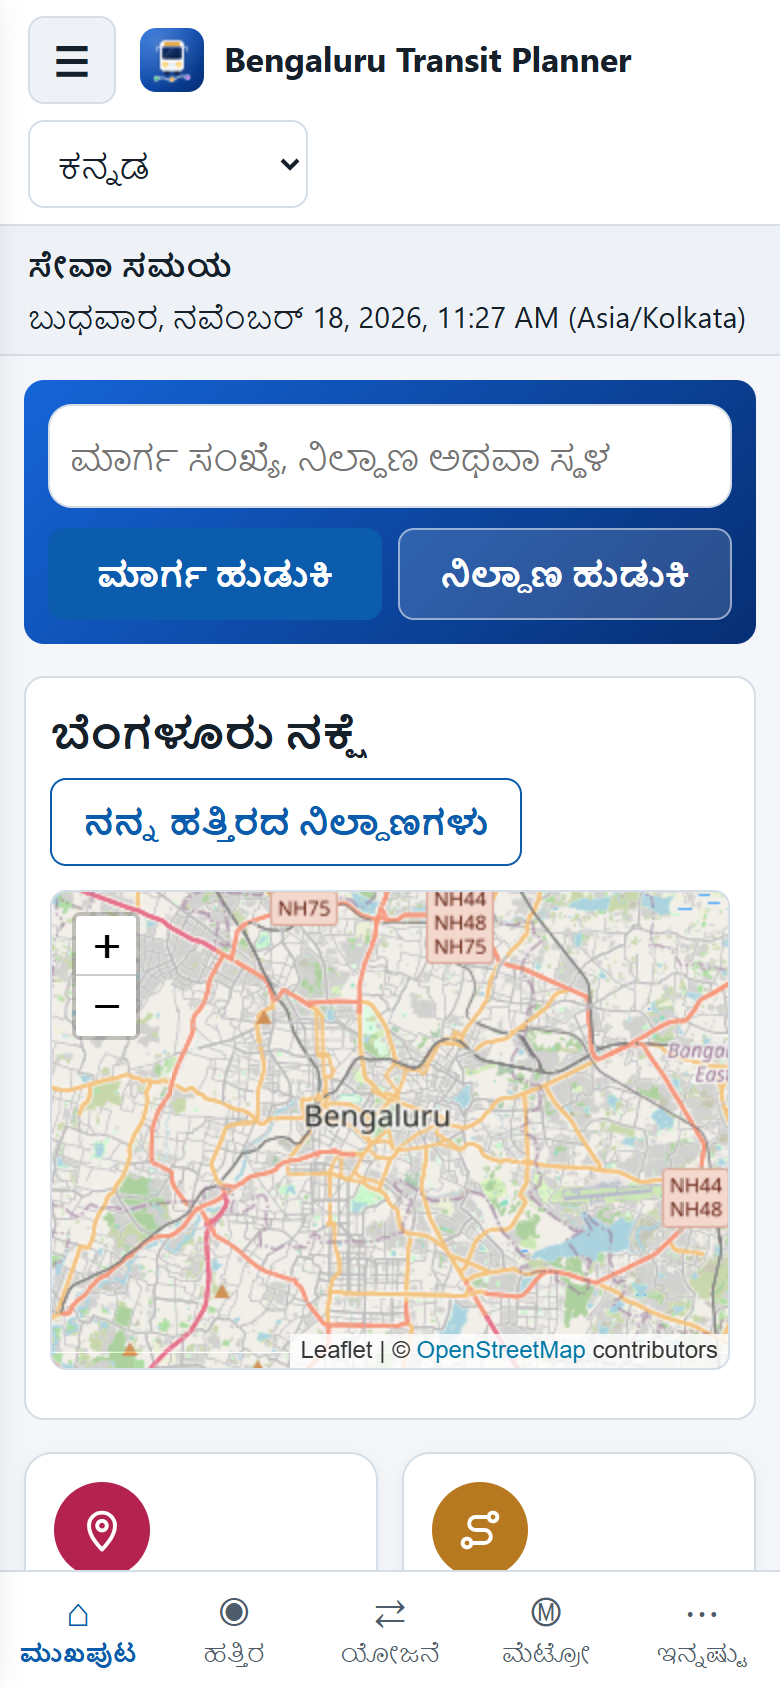 Bengaluru Transit Planner
ಕನ್ನಡ
ಸೇವಾ ಸಮಯ
ಬುಧವಾರ, ನವೆಂಬರ್ 18, 2026, 11:27 AM (Asia/Kolkata)
ಮಾರ್ಗ ಸಂಖ್ಯೆ, ನಿಲ್ದಾಣ ಅಥವಾ ಸ್ಥಳ
ಮಾರ್ಗ ಹುಡುಕಿ
ನಿಲ್ದಾಣ ಹುಡುಕಿ
ಬೆಂಗಳೂರು ನಕ್ಷೆ
ನನ್ನ ಹತ್ತಿರದ ನಿಲ್ದಾಣಗಳು
NH75
NH44
NH48
NH75
+
−
Bengaluru
NH44
NH48
Leaflet | © OpenStreetMap contributors
ಮುಖಪುಟ
ಹತ್ತಿರ
ಯೋಜನೆ
ಮೆಟ್ರೋ
ಇನ್ನಷ್ಟು